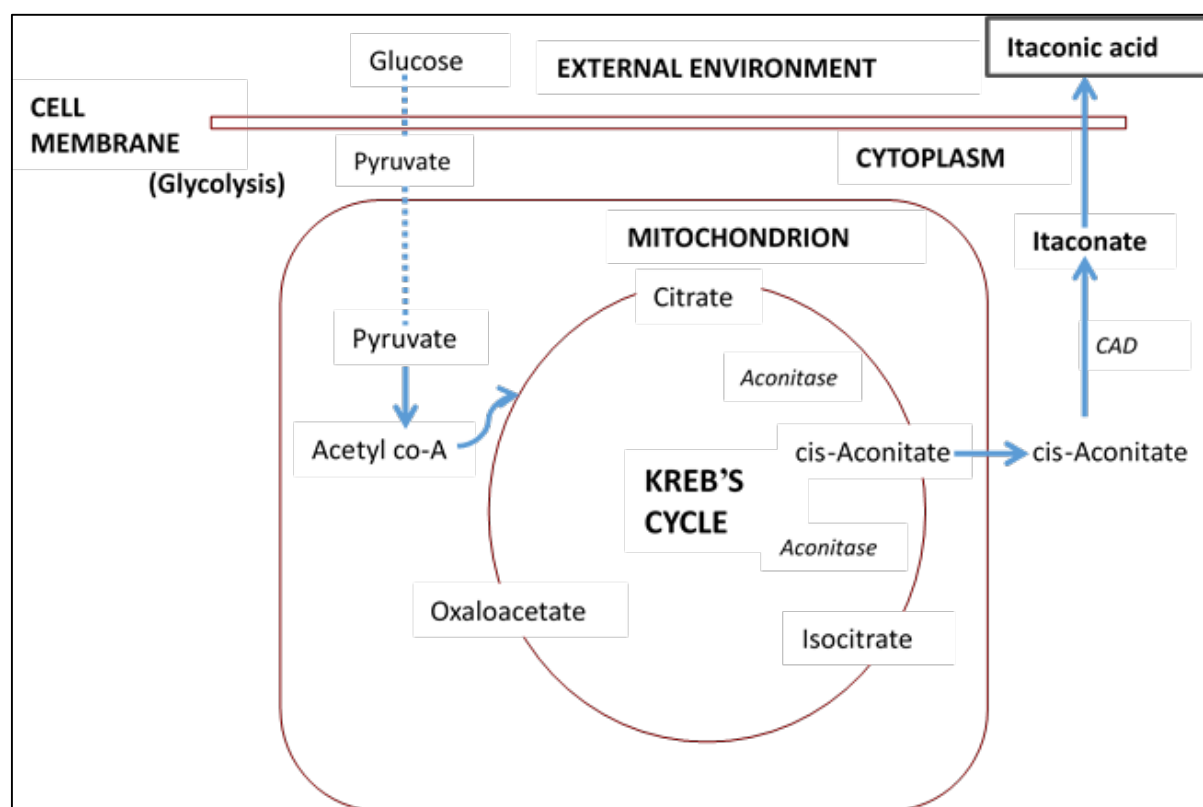 Glucose
EXTERNAL ENVIRONMENT
Itaconic acid
CELL
MEMBRANE
(Glycolysis)
Pyruvate
CYTOPLASM
MITOCHONDRION
Itaconate
Citrate
Pyruvate
CAD
Aconitase
Acetyl co-A
cis-Aconitate
cis-Aconitate
KREB’S
CYCLE
Aconitase
Oxaloacetate
Isocitrate